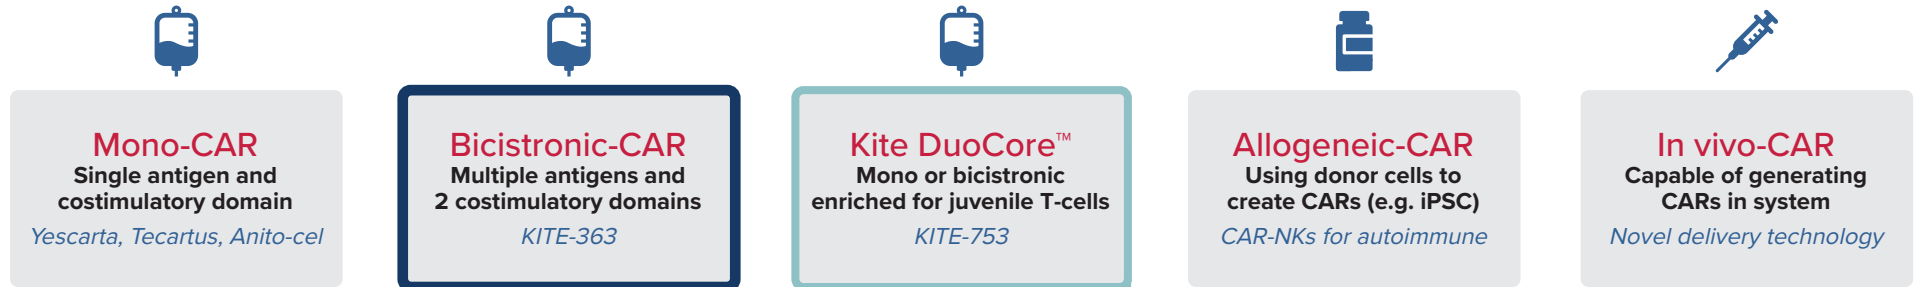 Mono-CAR
Single antigen and
costimulatory domain
Yescarta, Tecartus, Anito-cel
Bicistronic-CAR
Multiple antigens and
2 costimulatory domains
KITE-363
Kite DuoCore™
Mono or bicistronic
enriched for juvenile T-cells
KITE-753
Allogeneic-CAR
Using donor cells to
create CARs (e.g. iPSC)
CAR-NKs for autoimmune
In vivo-CAR
Capable of generating
CARs in system
Novel delivery technology